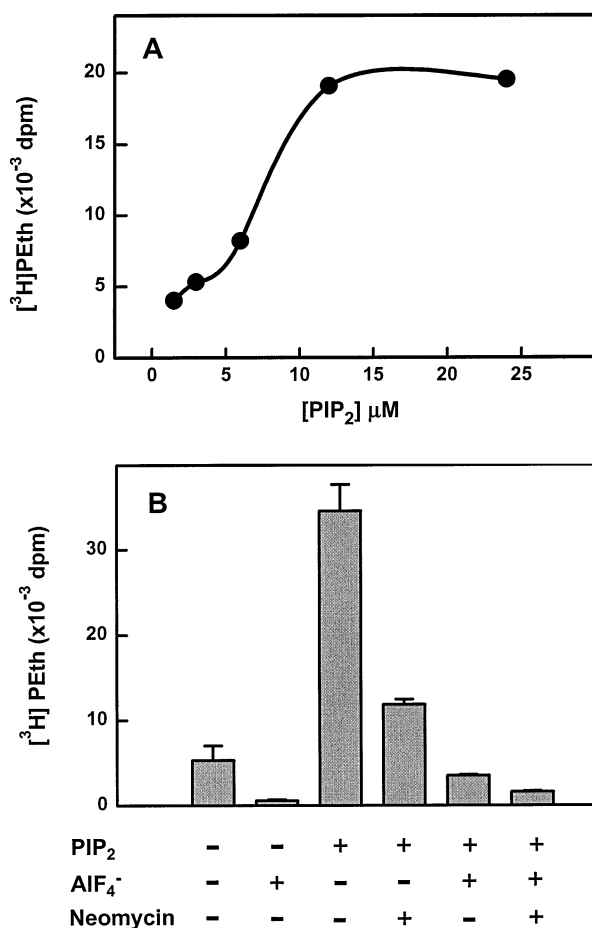 A
20
15
10
5
0
[³H]PEth (x10⁻³ dpm)
0 5 10 15 20 25
[PIP₂] μM
B
30
20
10
0
[³H] PEth (x10⁻³ dpm)
PIP₂ - - + + + +
AlF₄⁻ - + - - + +
Neomycin - - - + - +